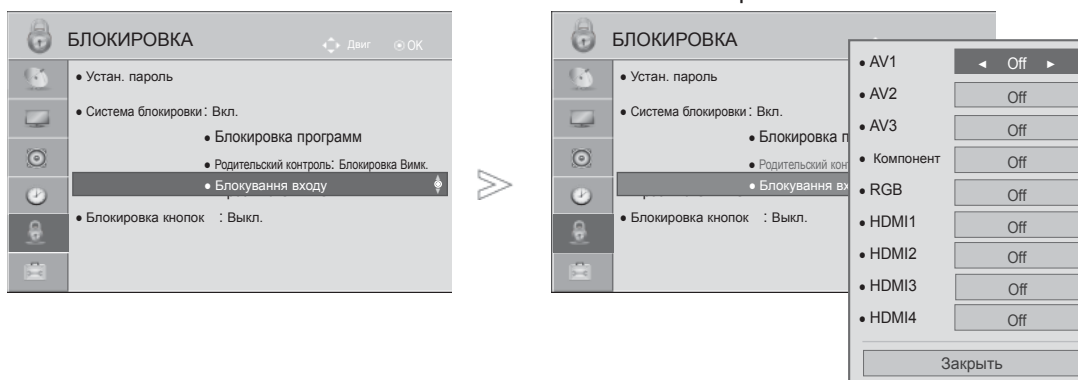 БЛОКИРОВКА
Двиг OK
• Устан. пароль
• Система блокировки : Вкл.
• Блокировка программ
• Родительский контроль: Блокировка Вимк.
• Блокування входу
• Блокировка кнопок : Выкл.
БЛОКИРОВКА
• Устан. пароль
• Система блокировки : Вкл.
• Блокировка п
• Родительский кон
• Блокування вх
• Блокировка кнопок : Выкл.
• AV1 ◄ Off ►
• AV2 Off
• AV3 Off
• Компонент Off
• RGB Off
• HDMI1 Off
• HDMI2 Off
• HDMI3 Off
• HDMI4 Off
Закрыть